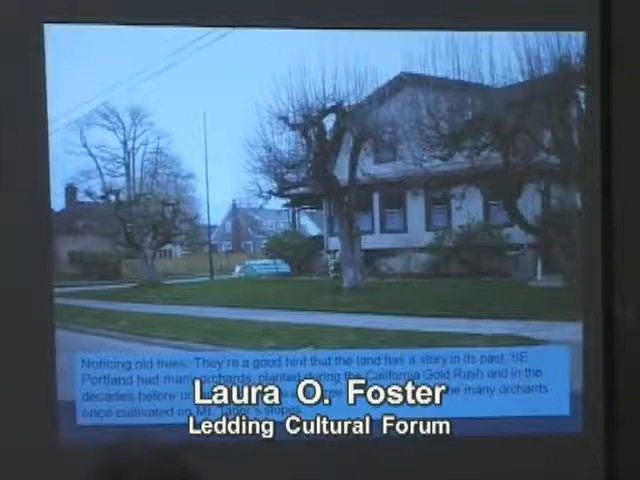 Noticing old trees: They're a good hint that the land has a story in its past. SE
Portland had many orchards, planted during the California Gold Rush and in the
decades before the many orchards
once cultivated on Mt. Tabor's slopes.
Laura O. Foster
Ledding Cultural Forum